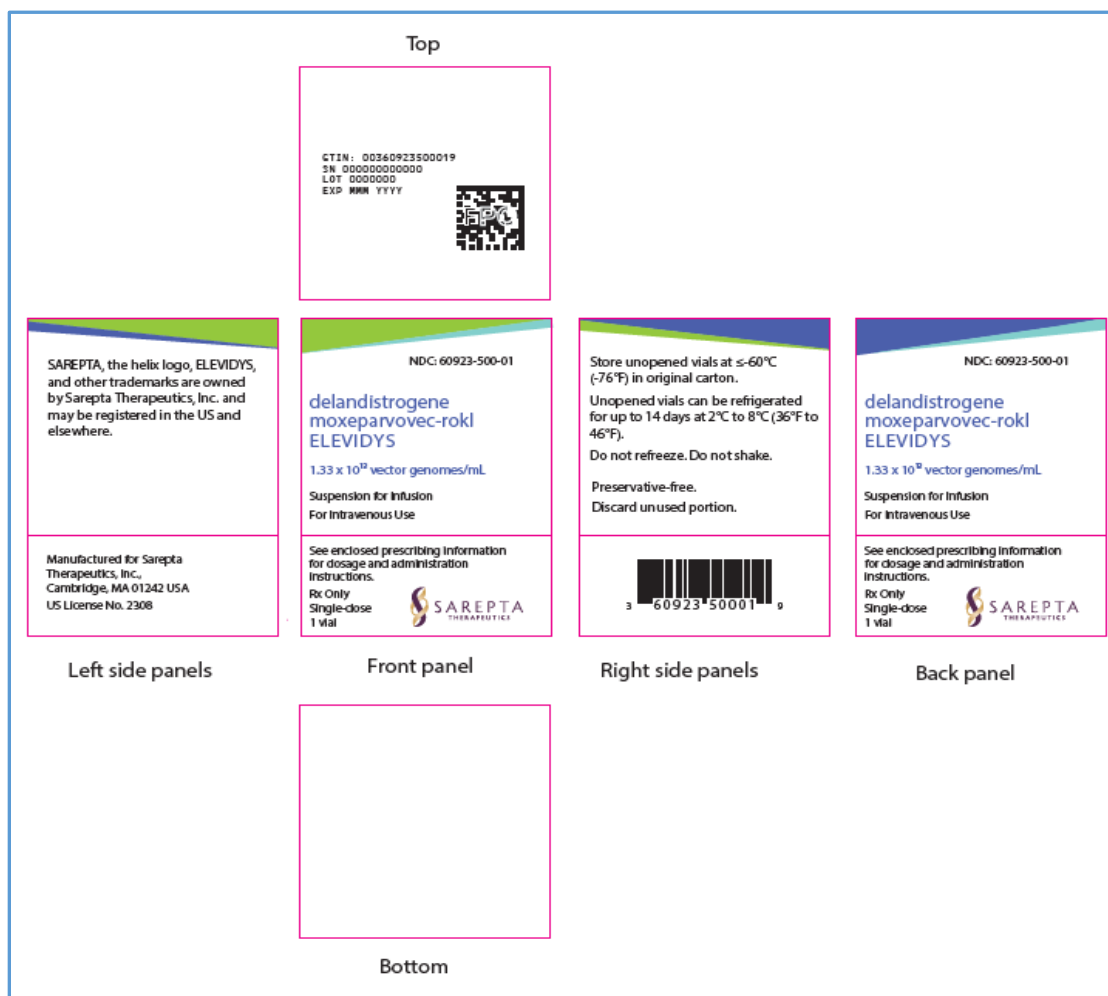 Top
GTIN: 00360923500019
SN 000000000000
LOT 0000000
EXP MMM YYYY
EPC
SAREPTA, the helix logo, ELEVIDYS,
and other trademarks are owned
by Sarepta Therapeutics, Inc. and
may be registered in the US and
elsewhere.
Manufactured for Sarepta
Therapeutics, Inc.,
Cambridge, MA 01242 USA
US License No. 2308
Left side panels
NDC: 60923-500-01
delandistrogene
moxeparvovec-rokl
ELEVIDYS
1.33 x 10¹³ vector genomes/mL
Suspension for Infusion
For Intravenous Use
See enclosed prescribing information
for dosage and administration
instructions.
Rx Only
Single-dose
1 vial
SAREPTA
THERAPEUTICS
Front panel
Store unopened vials at ≤-60°C
(-76°F) in original carton.
Unopened vials can be refrigerated
for up to 14 days at 2°C to 8°C (36°F to
46°F).
Do not refreeze. Do not shake.
Preservative-free.
Discard unused portion.
3 60923 50001 9
Right side panels
NDC: 60923-500-01
delandistrogene
moxeparvovec-rokl
ELEVIDYS
1.33 x 10¹³ vector genomes/mL
Suspension for Infusion
For Intravenous Use
See enclosed prescribing information
for dosage and administration
instructions.
Rx Only
Single-dose
1 vial
SAREPTA
THERAPEUTICS
Back panel
Bottom